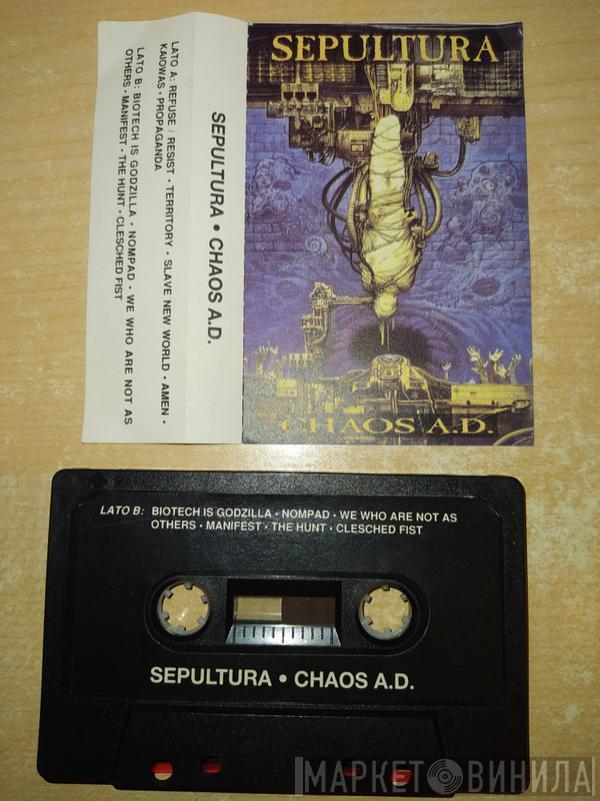 SEPULTURA
CHAOS A.D.
SEPULTURA • CHAOS A.D.
LATO A: REFUSE / RESIST • TERRITORY • SLAVE NEW WORLD • AMEN •
KAIOWAS • PROPAGANDA
LATO B: BIOTECH IS GODZILLA • NOMPAD • WE WHO ARE NOT AS
OTHERS • MANIFEST • THE HUNT • CLESCHED FIST
LATO B: BIOTECH IS GODZILLA • NOMPAD • WE WHO ARE NOT AS
OTHERS • MANIFEST • THE HUNT • CLESCHED FIST
SEPULTURA • CHAOS A.D.
МАРКЕТ ВИНИЛА